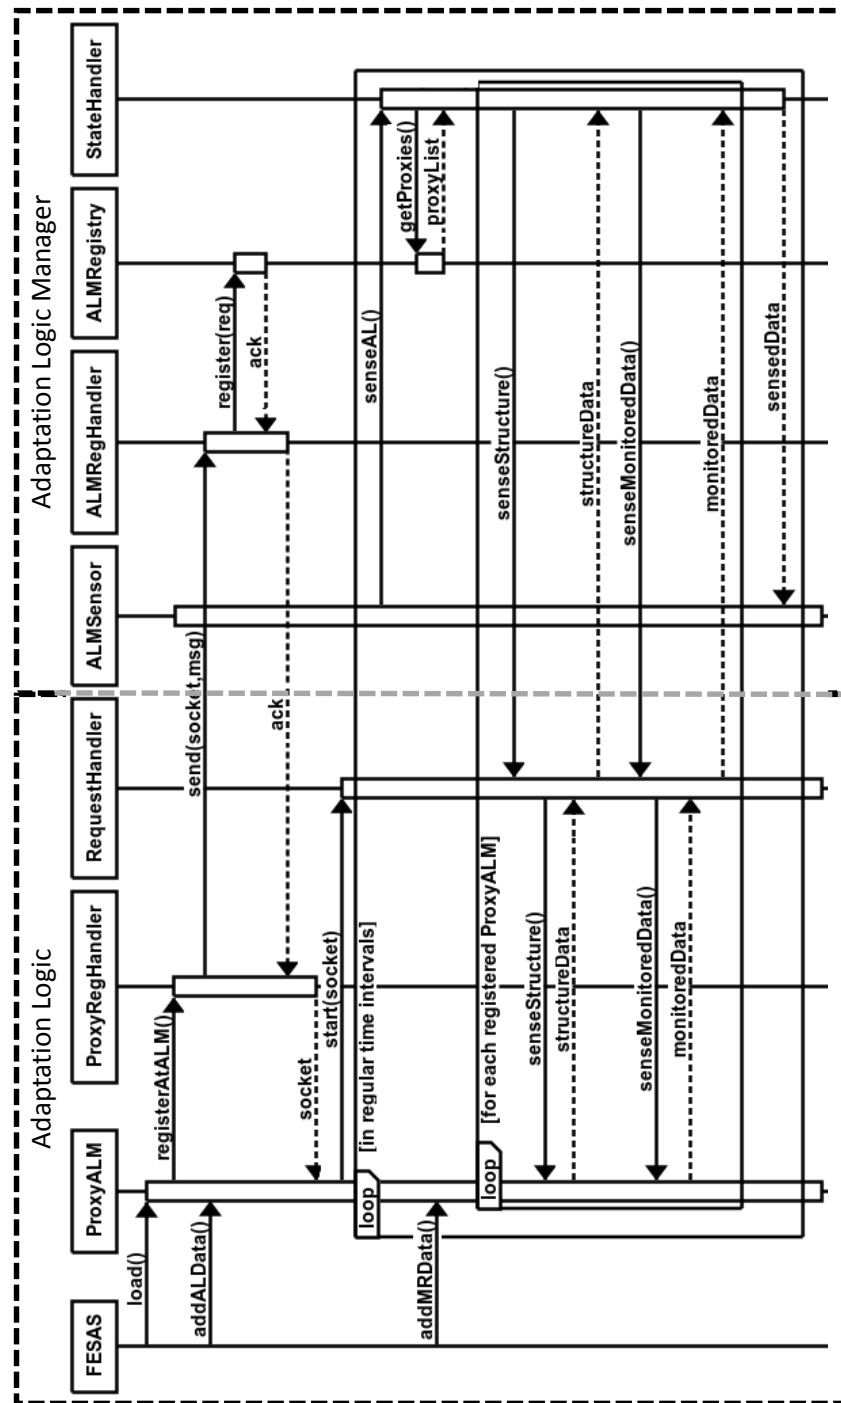 Adaptation Logic
Adaptation Logic Manager
FESAS
ProxyALM
ProxyRegHandler
RequestHandler
ALMSensor
ALMRegHandler
ALMRegistry
StateHandler
load()
registerAtALM()
send(socket,msg)
addALData()
register(req)
ack
ack
socket
start(socket)
loop
[in regular time intervals]
senseAL()
getProxies()
addMRData()
proxyList
loop
[for each registered ProxyALM]
senseStructure()
senseStructure()
structureData
structureData
senseMonitoredData()
senseMonitoredData()
monitoredData
monitoredData
sensedData